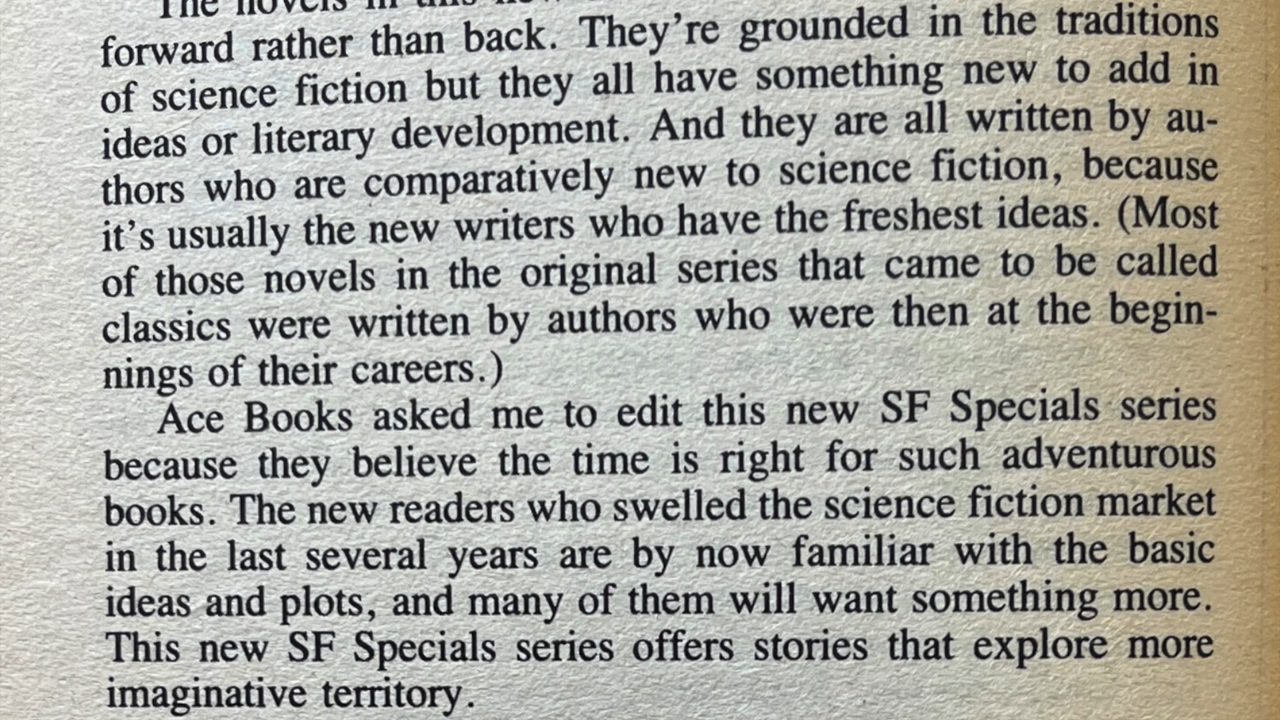 The novels in this new
forward rather than back. They're grounded in the traditions
of science fiction but they all have something new to add in
ideas or literary development. And they are all written by au-
thors who are comparatively new to science fiction, because
it's usually the new writers who have the freshest ideas. (Most
of those novels in the original series that came to be called
classics were written by authors who were then at the begin-
nings of their careers.)
Ace Books asked me to edit this new SF Specials series
because they believe the time is right for such adventurous
books. The new readers who swelled the science fiction market
in the last several years are by now familiar with the basic
ideas and plots, and many of them will want something more.
This new SF Specials series offers stories that explore more
imaginative territory.